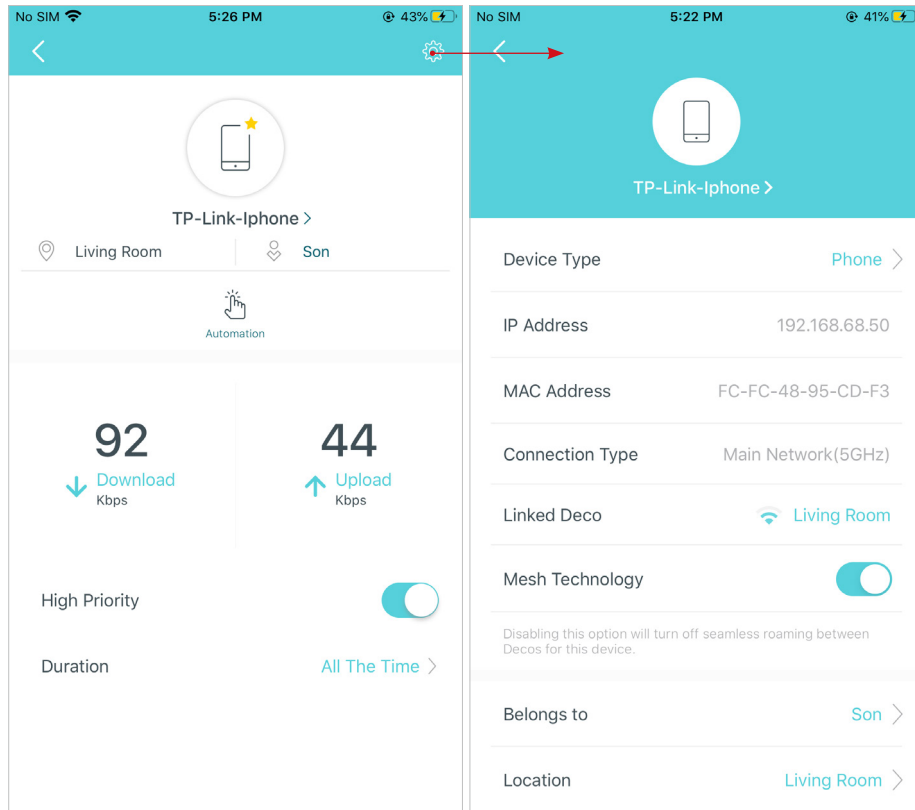 No SIM 5:26 PM 43%
TP-Link-Iphone >
Living Room Son
Automation
92 44
Download Upload
Kbps Kbps
High Priority
Duration All The Time >
No SIM 5:22 PM 41%
TP-Link-Iphone >
Device Type Phone >
IP Address 192.168.68.50
MAC Address FC-FC-48-95-CD-F3
Connection Type Main Network(5GHz)
Linked Deco Living Room
Mesh Technology
Disabling this option will turn off seamless roaming between
Decos for this device.
Belongs to Son >
Location Living Room >